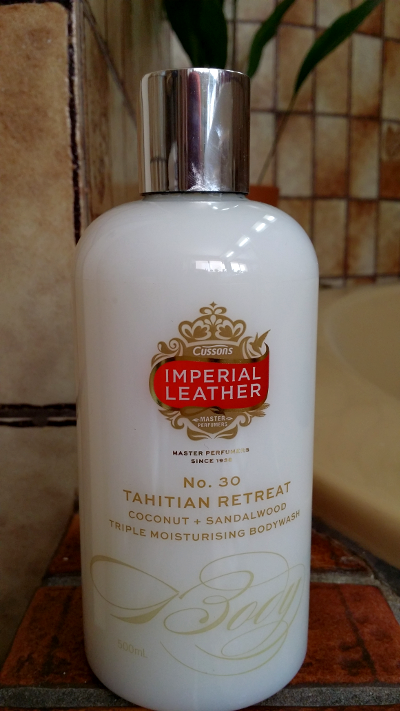 Cussons
IMPERIAL
LEATHER
MASTER
PERFUMERS
MASTER PERFUMERS
SINCE
No. 30
TAHITIAN RETREAT
COCONUT + SANDALWOOD
TRIPLE MOISTURISING BODYWASH
Body
500mL